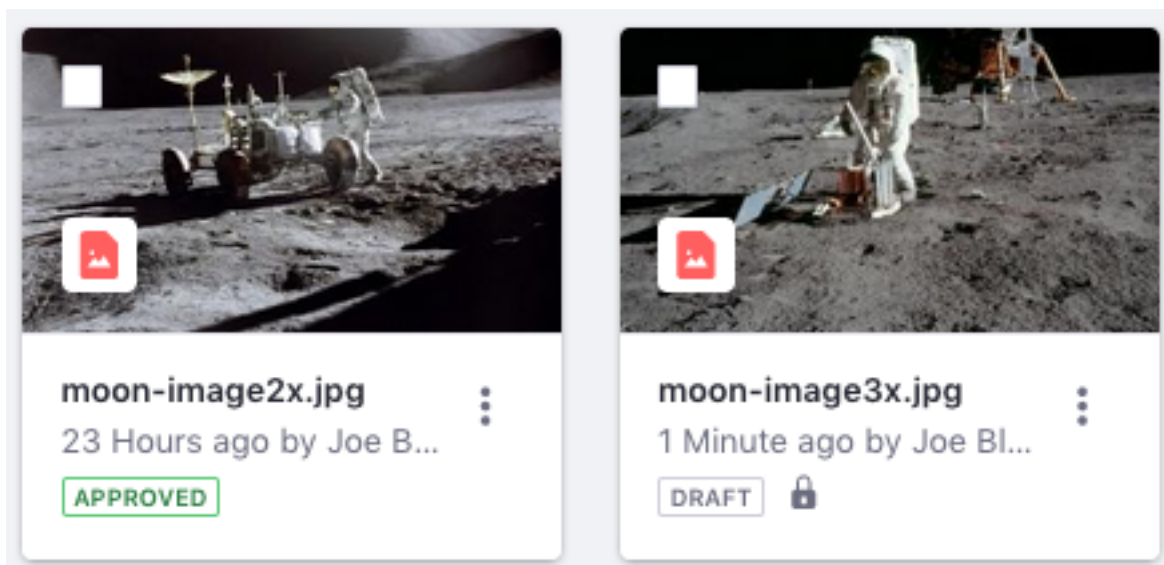 moon-image2x.jpg
23 Hours ago by Joe B...
APPROVED
moon-image3x.jpg
1 Minute ago by Joe Bl...
DRAFT